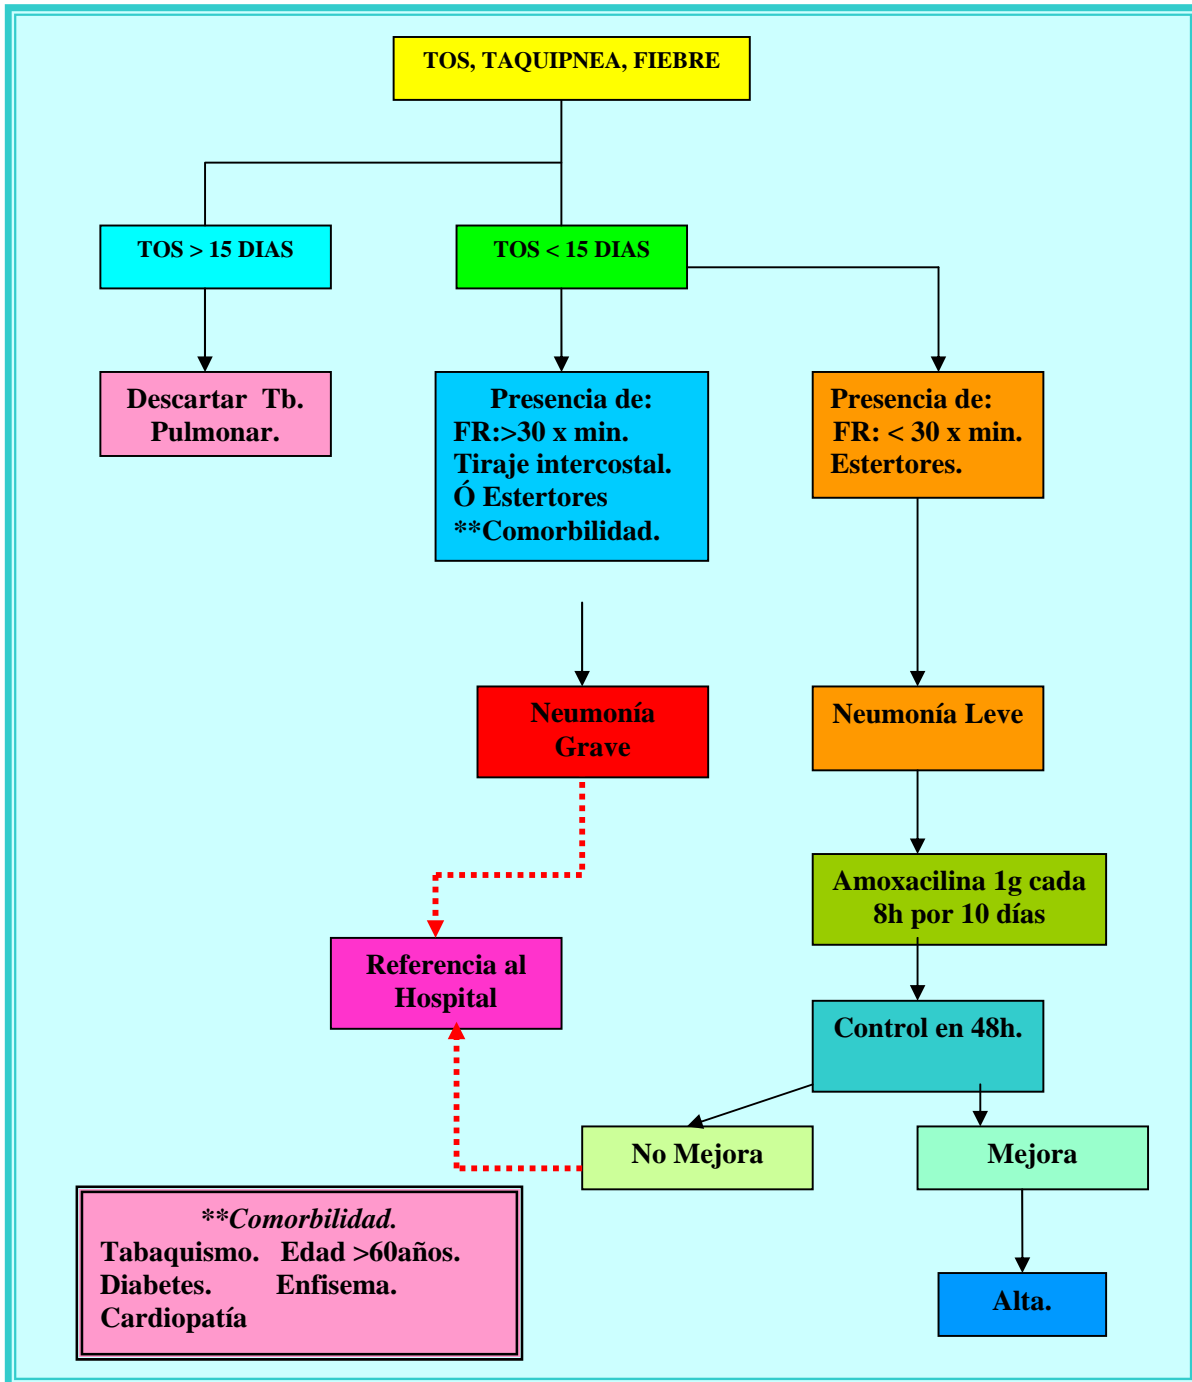 TOS, TAQUIPNEA, FIEBRE
TOS > 15 DIAS
TOS < 15 DIAS
Descartar Tb.
Pulmonar.
Presencia de:
FR:>30 x min.
Tiraje intercostal.
Ó Estertores
**Comorbilidad.
Presencia de:
FR: < 30 x min.
Estertores.
Neumonía
Grave
Neumonía Leve
Amoxacilina 1g cada
8h por 10 días
Referencia al
Hospital
Control en 48h.
No Mejora
Mejora
**Comorbilidad.
Tabaquismo. Edad >60años.
Diabetes. Enfisema.
Cardiopatía
Alta.